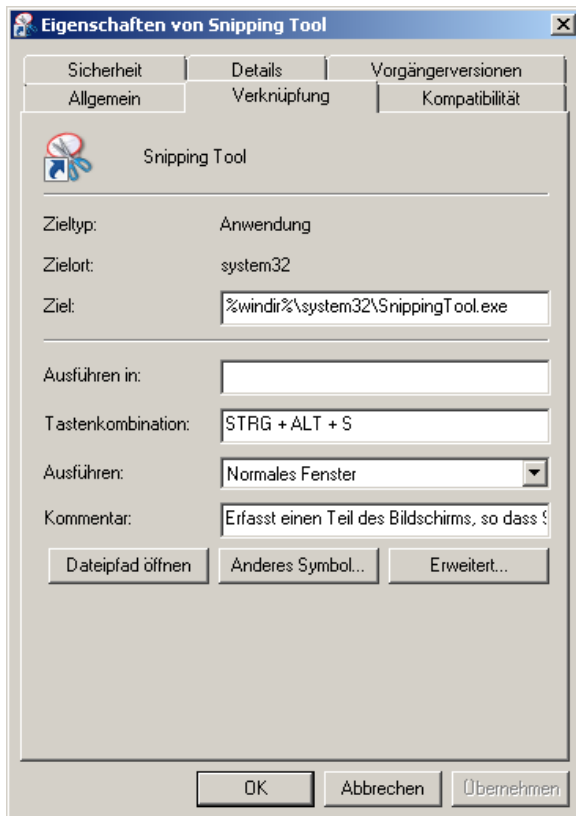 Eigenschaften von Snipping Tool
Sicherheit Details Vorgängerversionen
Allgemein Verknüpfung Kompatibilität
Snipping Tool
Zieltyp: Anwendung
Zielort: system32
Ziel: %windir%\system32\SnippingTool.exe
Ausführen in:
Tastenkombination: STRG + ALT + S
Ausführen: Normales Fenster
Kommentar: Erfasst einen Teil des Bildschirms, so dass S
Dateipfad öffnen Anderes Symbol... Erweitert...
OK Abbrechen Übernehmen